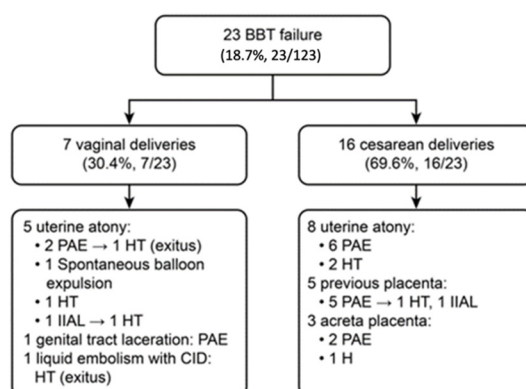 23 BBT failure
(18.7%, 23/123)
7 vaginal deliveries
(30.4%, 7/23)
16 cesarean deliveries
(69.6%, 16/23)
5 uterine atony:
• 2 PAE → 1 HT (exitus)
• 1 Spontaneous balloon
expulsion
• 1 HT
• 1 IIAL → 1 HT
1 genital tract laceration: PAE
1 liquid embolism with CID:
HT (exitus)
8 uterine atony:
• 6 PAE
• 2 HT
5 previous placenta:
• 5 PAE → 1 HT, 1 IIAL
3 acreta placenta:
• 2 PAE
• 1 H